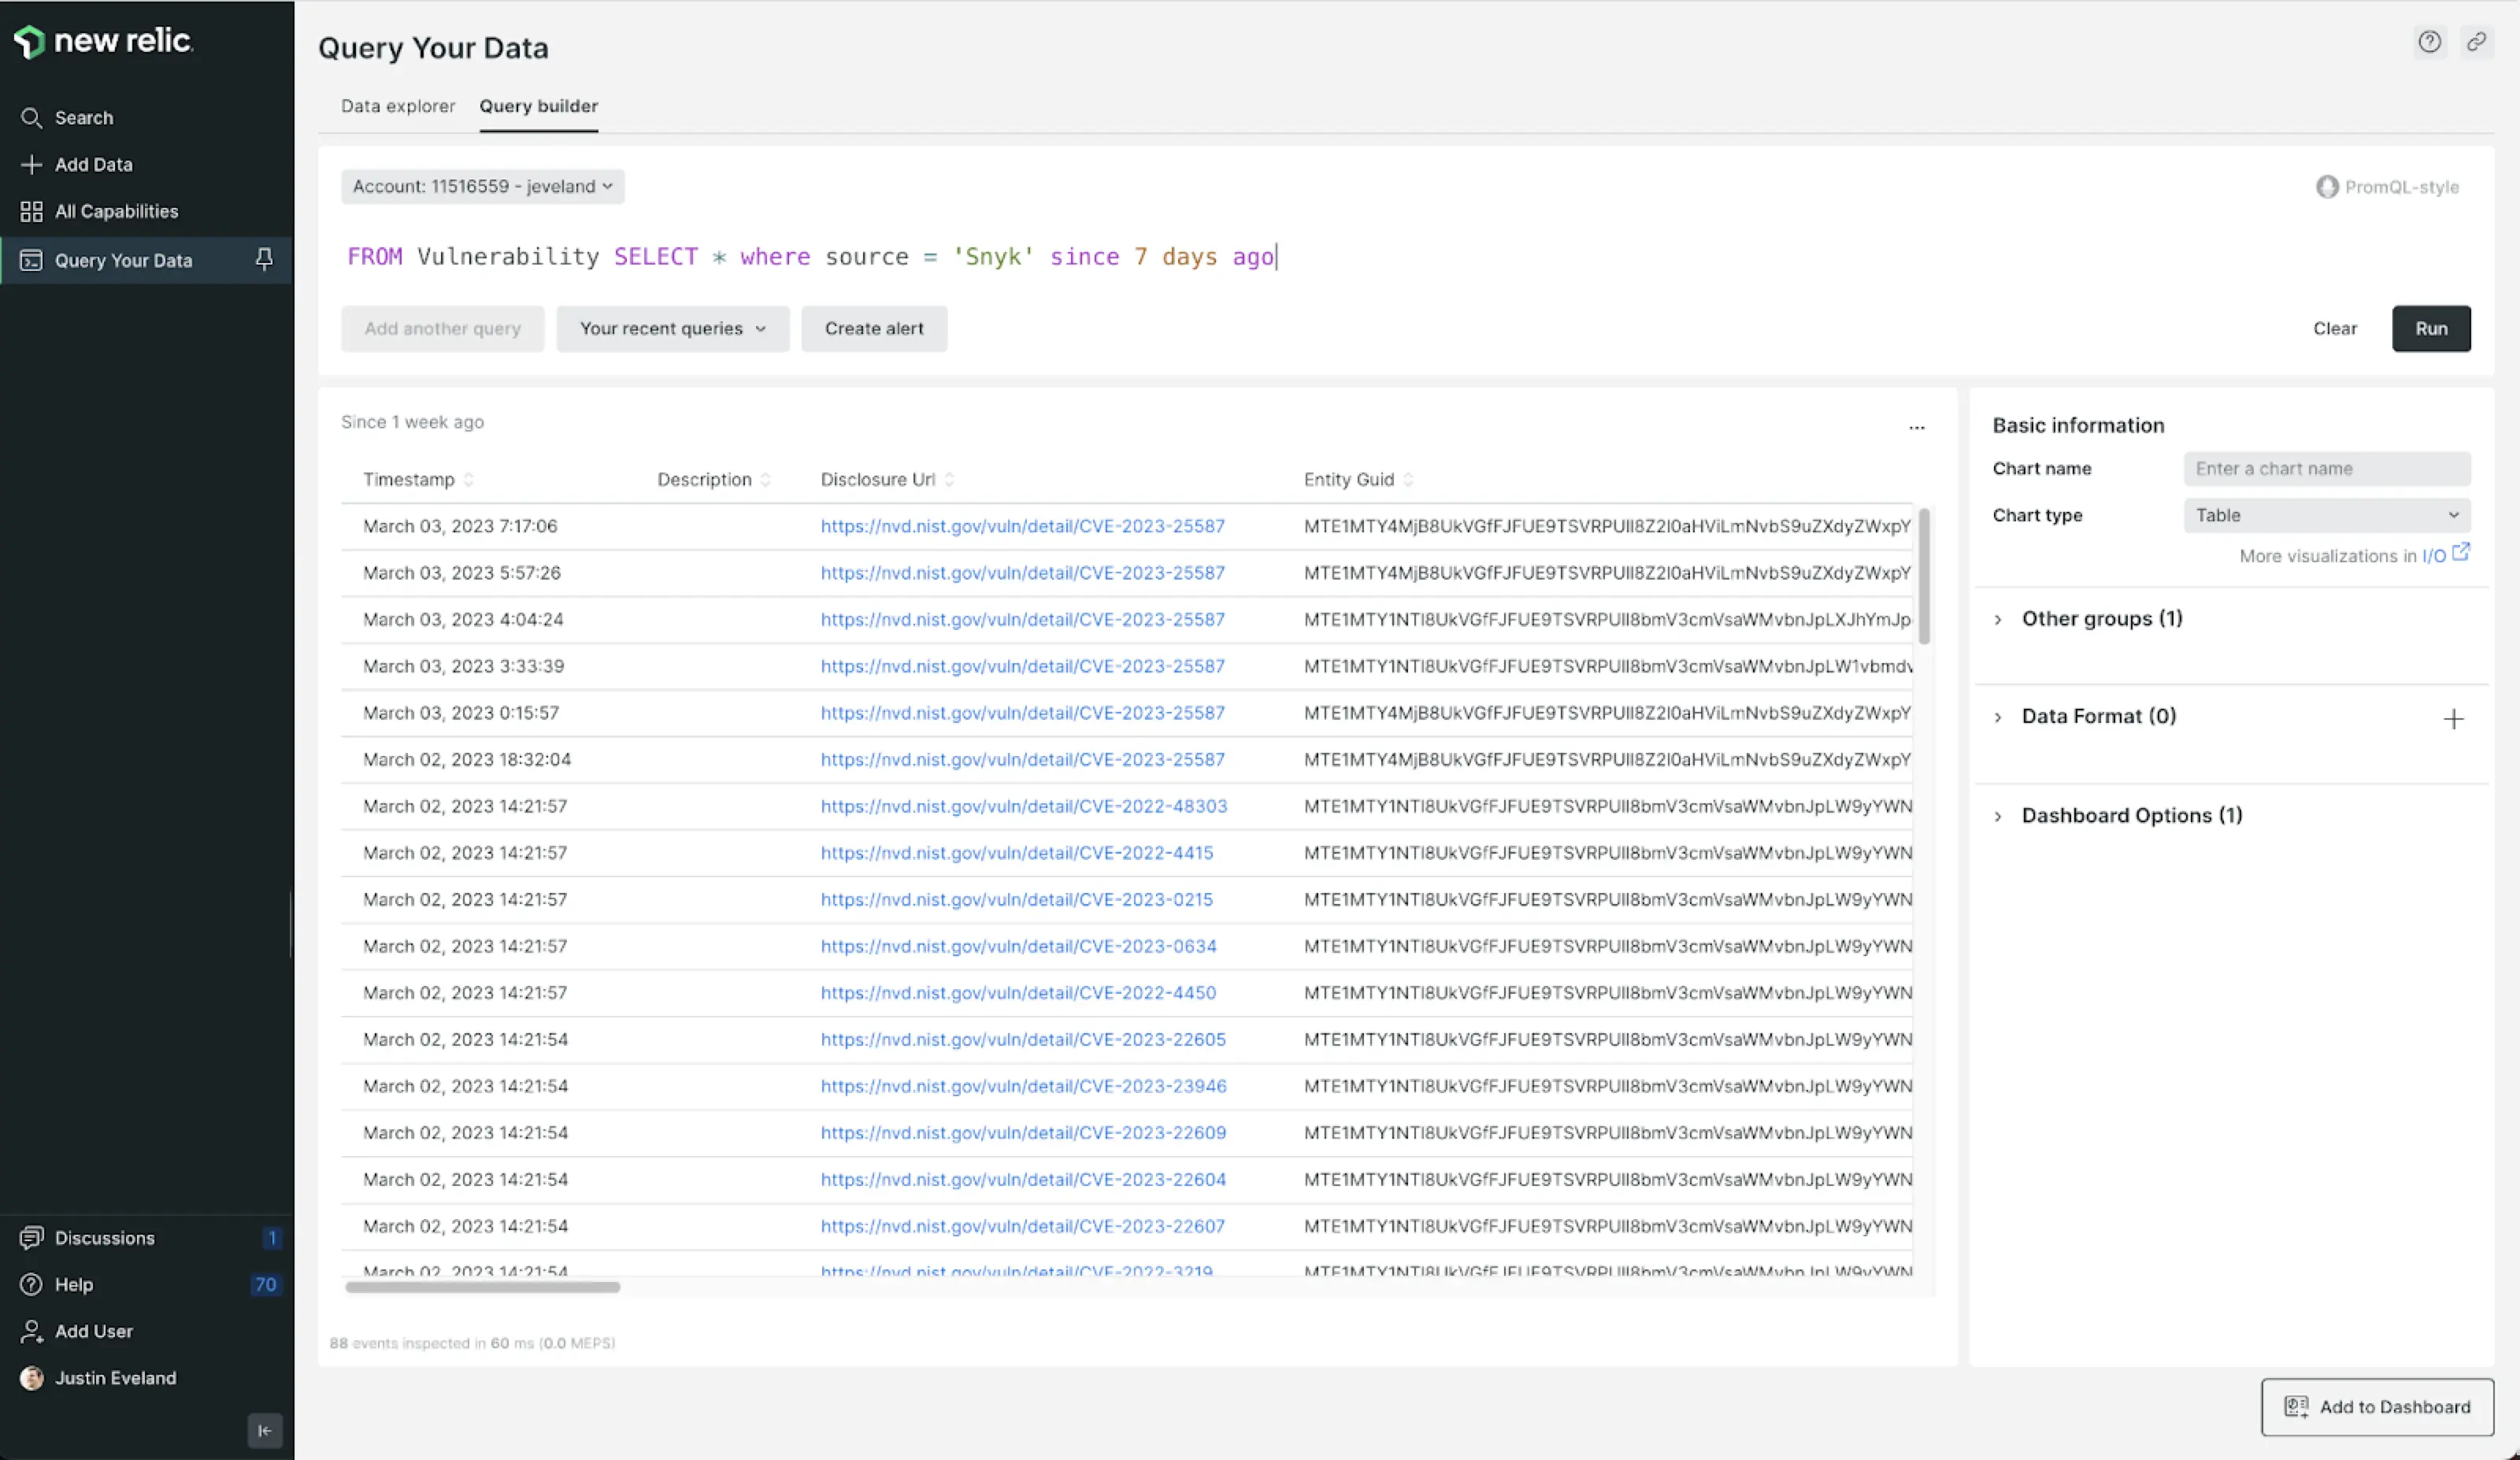 new relic.
Search
Add Data
All Capabilities
Query Your Data
Discussions 1
Help 70
Add User
Justin Eveland
Query Your Data
Data explorer Query builder
Account: 11516559 - jeveland PromQL-style
FROM Vulnerability SELECT * where source = 'Snyk' since 7 days ago
Add another query Your recent queries Create alert Clear Run
Since 1 week ago ...
Timestamp Description Disclosure Url Entity Guid
March 03, 2023 7:17:06 https://nvd.nist.gov/vuln/detail/CVE-2023-25587 MTE1MTY4MjB8UkVGfFJFUE9TSVRPUll8Z2l0aHViLmNvbS9uZXdyZWxpY
March 03, 2023 5:57:26 https://nvd.nist.gov/vuln/detail/CVE-2023-25587 MTE1MTY4MjB8UkVGfFJFUE9TSVRPUll8Z2l0aHViLmNvbS9uZXdyZWxpY
March 03, 2023 4:04:24 https://nvd.nist.gov/vuln/detail/CVE-2023-25587 MTE1MTY1NTl8UkVGfFJFUE9TSVRPUll8bmV3cmVsaWMvbnJpLXJhYmJp
March 03, 2023 3:33:39 https://nvd.nist.gov/vuln/detail/CVE-2023-25587 MTE1MTY1NTl8UkVGfFJFUE9TSVRPUll8bmV3cmVsaWMvbnJpLW1vbmdv
March 03, 2023 0:15:57 https://nvd.nist.gov/vuln/detail/CVE-2023-25587 MTE1MTY4MjB8UkVGfFJFUE9TSVRPUll8Z2l0aHViLmNvbS9uZXdyZWxpY
March 02, 2023 18:32:04 https://nvd.nist.gov/vuln/detail/CVE-2023-25587 MTE1MTY4MjB8UkVGfFJFUE9TSVRPUll8Z2l0aHViLmNvbS9uZXdyZWxpY
March 02, 2023 14:21:57 https://nvd.nist.gov/vuln/detail/CVE-2022-48303 MTE1MTY1NTl8UkVGfFJFUE9TSVRPUll8bmV3cmVsaWMvbnJpLW9yYWN
March 02, 2023 14:21:57 https://nvd.nist.gov/vuln/detail/CVE-2022-4415 MTE1MTY1NTl8UkVGfFJFUE9TSVRPUll8bmV3cmVsaWMvbnJpLW9yYWN
March 02, 2023 14:21:57 https://nvd.nist.gov/vuln/detail/CVE-2023-0215 MTE1MTY1NTl8UkVGfFJFUE9TSVRPUll8bmV3cmVsaWMvbnJpLW9yYWN
March 02, 2023 14:21:57 https://nvd.nist.gov/vuln/detail/CVE-2023-0634 MTE1MTY1NTl8UkVGfFJFUE9TSVRPUll8bmV3cmVsaWMvbnJpLW9yYWN
March 02, 2023 14:21:57 https://nvd.nist.gov/vuln/detail/CVE-2022-4450 MTE1MTY1NTl8UkVGfFJFUE9TSVRPUll8bmV3cmVsaWMvbnJpLW9yYWN
March 02, 2023 14:21:54 https://nvd.nist.gov/vuln/detail/CVE-2023-22605 MTE1MTY1NTl8UkVGfFJFUE9TSVRPUll8bmV3cmVsaWMvbnJpLW9yYWN
March 02, 2023 14:21:54 https://nvd.nist.gov/vuln/detail/CVE-2023-23946 MTE1MTY1NTl8UkVGfFJFUE9TSVRPUll8bmV3cmVsaWMvbnJpLW9yYWN
March 02, 2023 14:21:54 https://nvd.nist.gov/vuln/detail/CVE-2023-22609 MTE1MTY1NTl8UkVGfFJFUE9TSVRPUll8bmV3cmVsaWMvbnJpLW9yYWN
March 02, 2023 14:21:54 https://nvd.nist.gov/vuln/detail/CVE-2023-22604 MTE1MTY1NTl8UkVGfFJFUE9TSVRPUll8bmV3cmVsaWMvbnJpLW9yYWN
March 02, 2023 14:21:54 https://nvd.nist.gov/vuln/detail/CVE-2023-22607 MTE1MTY1NTl8UkVGfFJFUE9TSVRPUll8bmV3cmVsaWMvbnJpLW9yYWN
March 02, 2023 14:21:54 https://nvd.nist.gov/vuln/detail/CVE-2022-3219 MTE1MTY1NTl8UkVGfFJFUE9TSVRPUll8bmV3cmVsaWMvbnJpLW9yYWN
88 events inspected in 60 ms (0.0 MEPS)
Basic information
Chart name Enter a chart name
Chart type Table
More visualizations in I/O
Other groups (1)
Data Format (0)
Dashboard Options (1)
Add to Dashboard